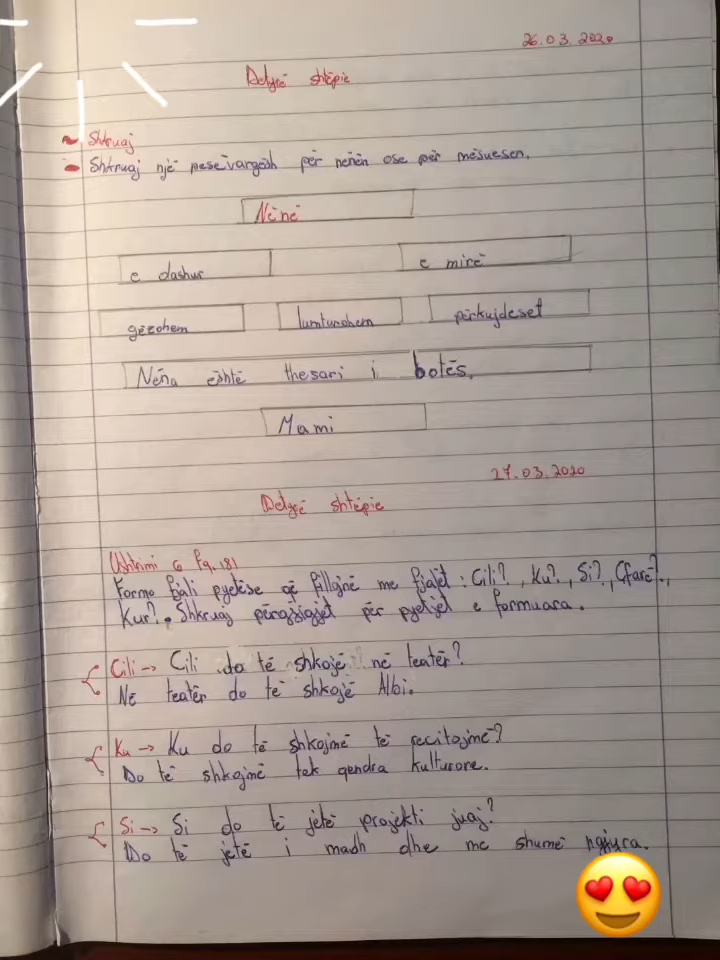 26.03.2020
Detyrë shtëpie
Shkruaj
Shkruaj një pesëvargësh për nënën ose për mësuesen.
Nënë
e dashur e mirë
gëzohem lumturohem përkujdeset
Nëna është thesari i botës.
Mami
27.03.2020
Detyrë shtëpie
Ushtrimi 6 Fq.181
Formo fjali pyetëse që fillojnë me fjalët : Cili?, Ku?, Si?, Çfarë?,
Kur?. Shkruaj përgjigjet për pyetjet e formuara.
Cili → Cili do të shkojë në teatër?
Në teatër do të shkojë Albi.
Ku → Ku do të shkojmë të recitojmë?
Do të shkojmë tek qendra kulturore.
Si → Si do të jetë projekti juaj?
Do të jetë i madh dhe me shumë ngjyra.